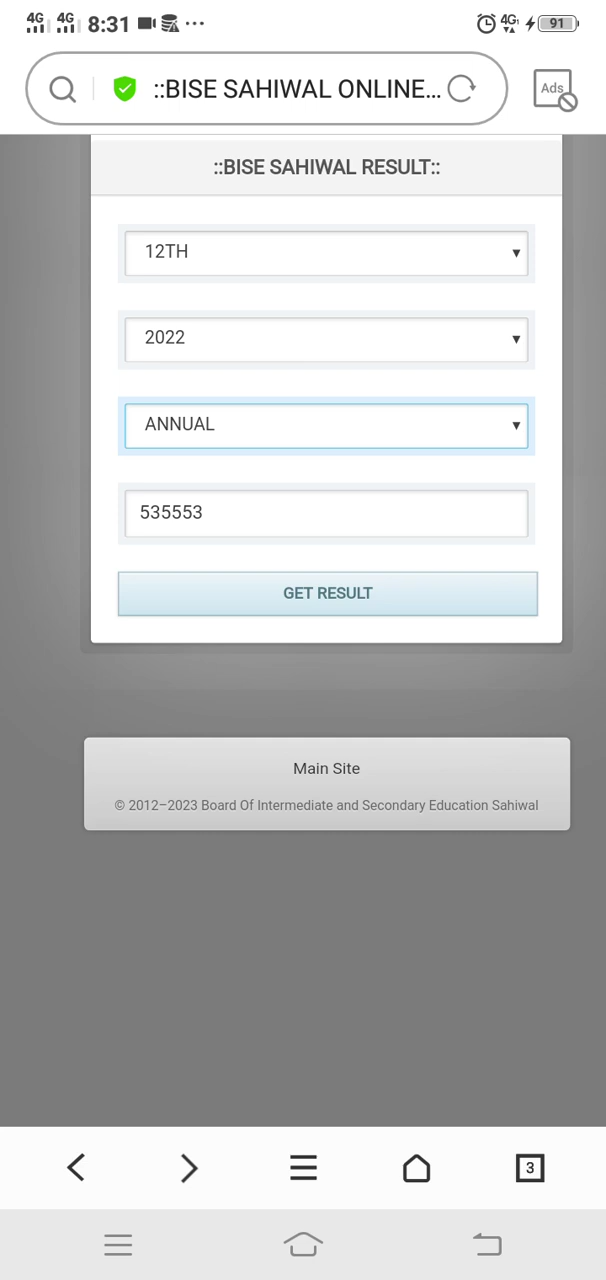 4G 4G 8:31 4G 91
::BISE SAHIWAL ONLINE...
Ads
::BISE SAHIWAL RESULT::
12TH
2022
ANNUAL
535553
GET RESULT
Main Site
© 2012-2023 Board Of Intermediate and Secondary Education Sahiwal
3